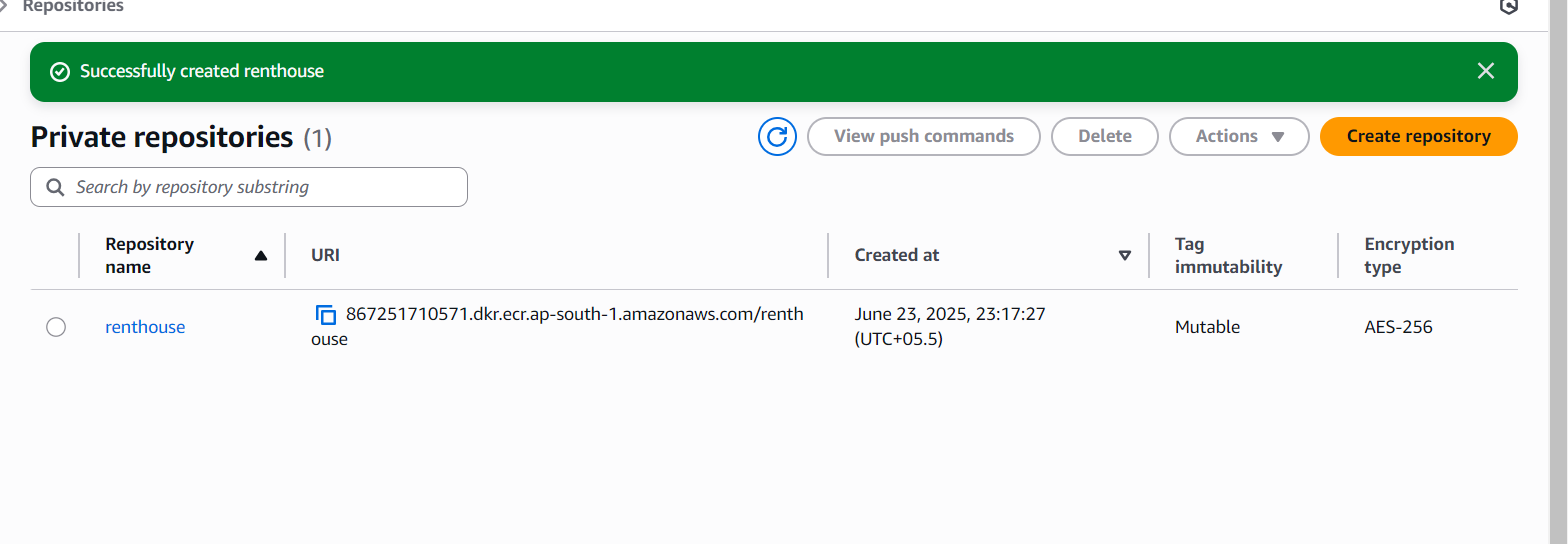 Repositories
Successfully created renthouse
Private repositories (1)
View push commands
Delete
Actions
Create repository
Search by repository substring
Repository name
URI
Created at
Tag immutability
Encryption type
renthouse
867251710571.dkr.ecr.ap-south-1.amazonaws.com/renth
ouse
June 23, 2025, 23:17:27
(UTC+05.5)
Mutable
AES-256